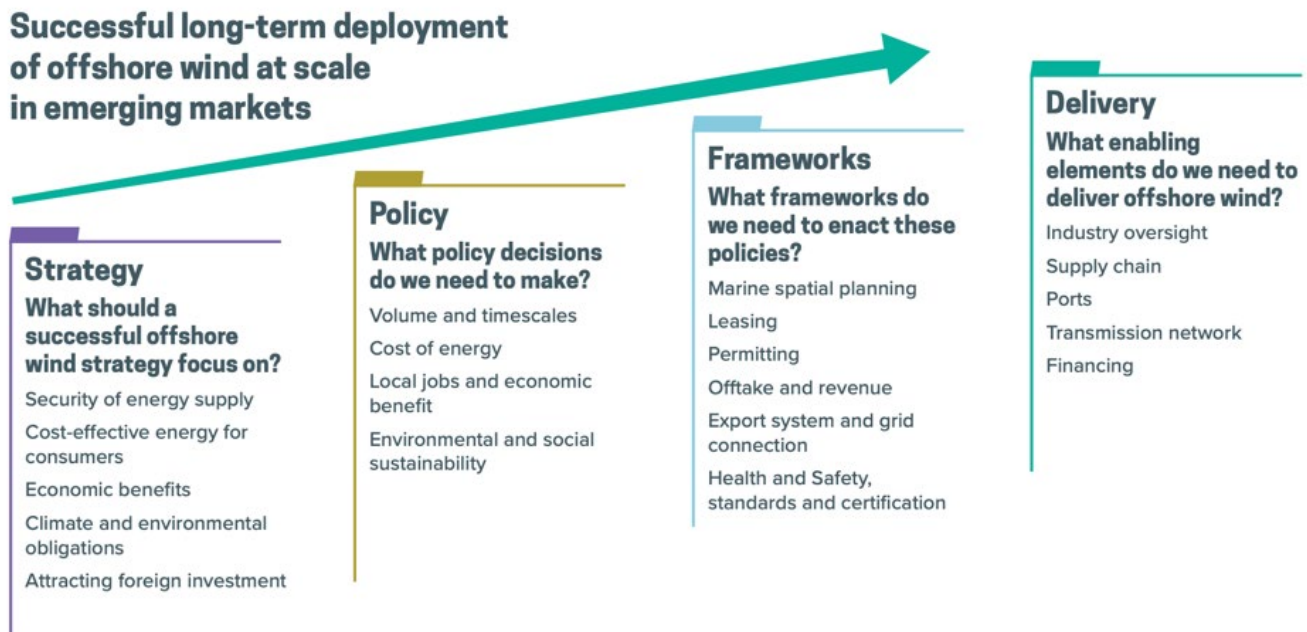 Successful long-term deployment
of offshore wind at scale
in emerging markets
Strategy
What should a
successful offshore
wind strategy focus on?
Security of energy supply
Cost-effective energy for
consumers
Economic benefits
Climate and environmental
obligations
Attracting foreign investment
Policy
What policy decisions
do we need to make?
Volume and timescales
Cost of energy
Local jobs and economic
benefit
Environmental and social
sustainability
Frameworks
What frameworks do
we need to enact these
policies?
Marine spatial planning
Leasing
Permitting
Offtake and revenue
Export system and grid
connection
Health and Safety,
standards and certification
Delivery
What enabling
elements do we need to
deliver offshore wind?
Industry oversight
Supply chain
Ports
Transmission network
Financing